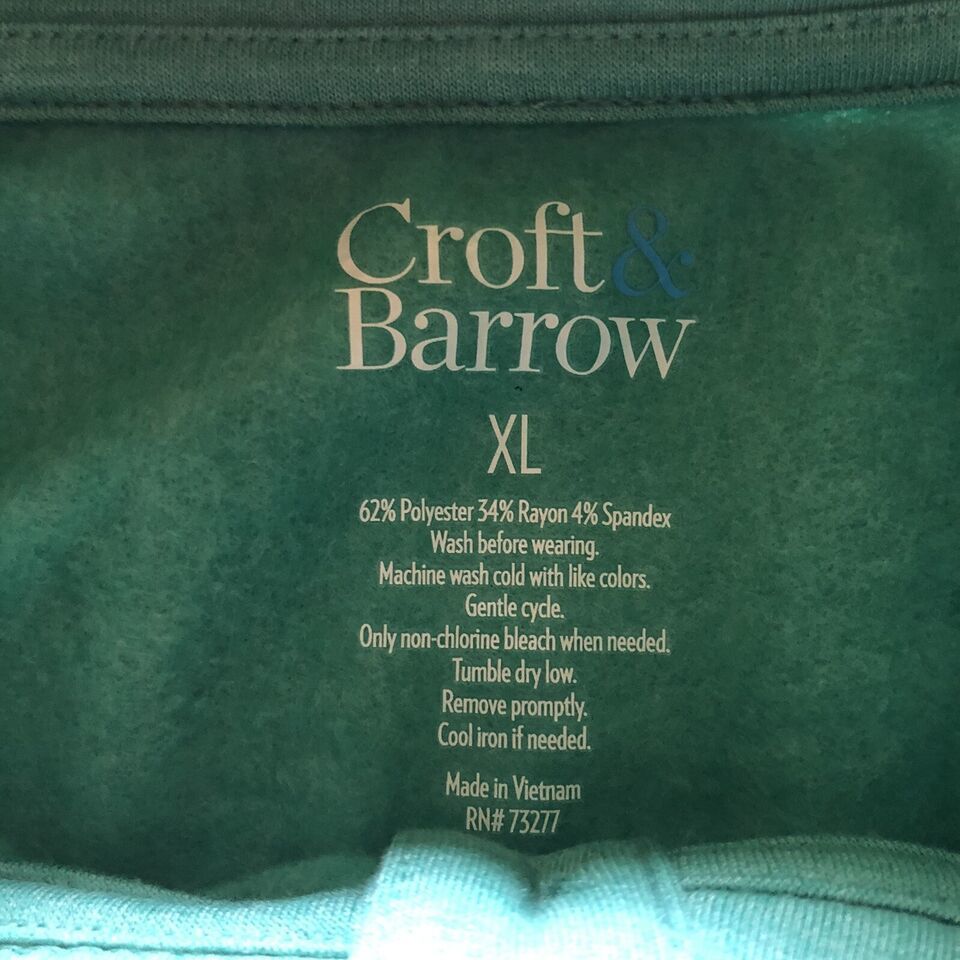 Croft &
Barrow
XL
62% Polyester 34% Rayon 4% Spandex
Wash before wearing.
Machine wash cold with like colors.
Gentle cycle.
Only non-chlorine bleach when needed.
Tumble dry low.
Remove promptly.
Cool iron if needed.
Made in Vietnam
RN# 73277